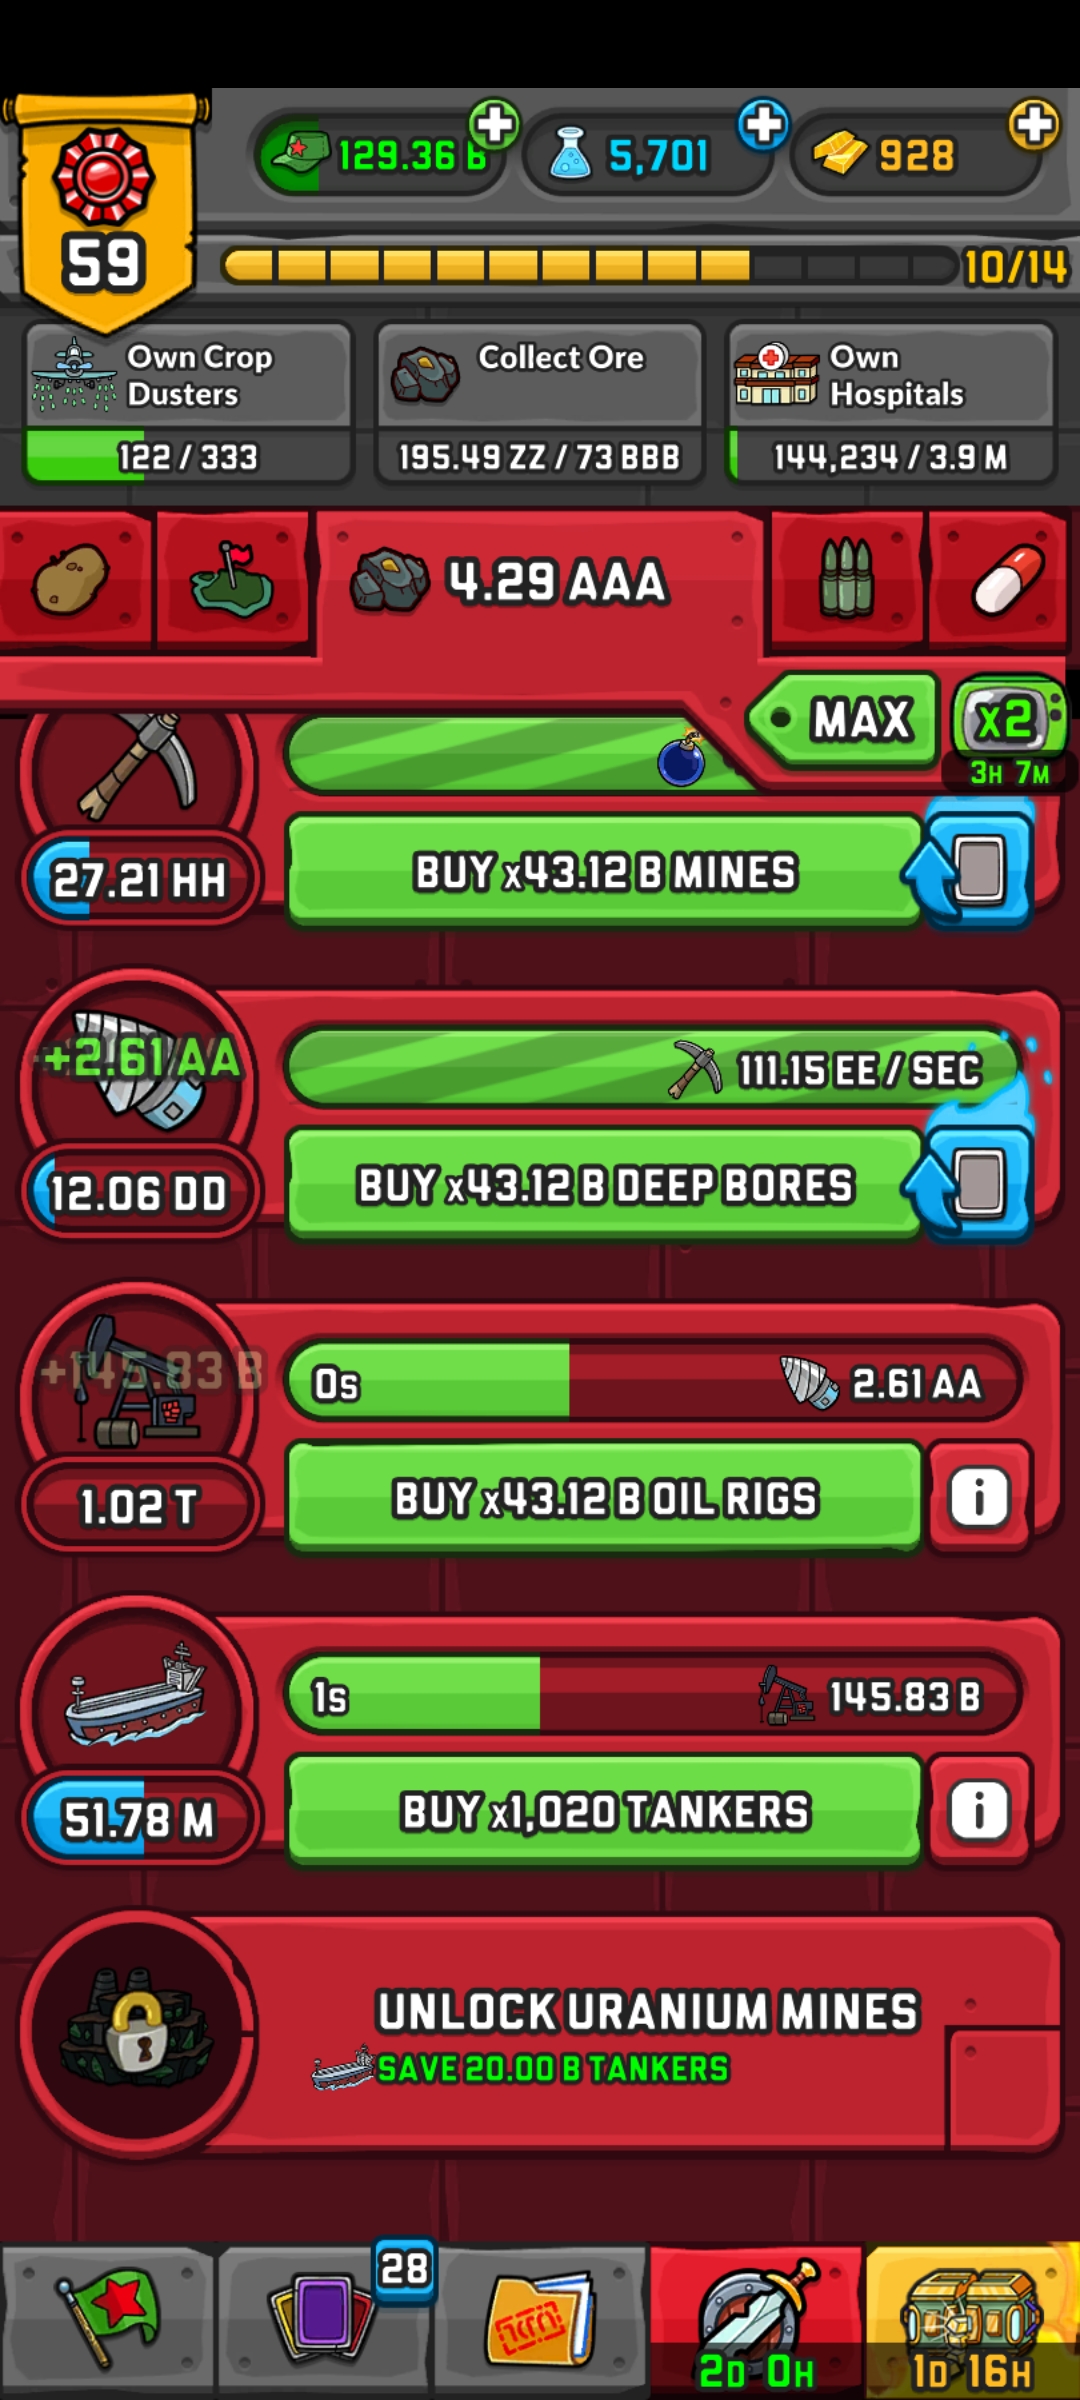 129.36 B
5,701
928
59
10/14
Own Crop
Dusters
122 / 333
Collect Ore
195.49 ZZ / 73 BBB
Own
Hospitals
144,234 / 3.9 M
4.29 AAA
MAX
x2
3H 7M
27.21 HH
BUY x43.12 B MINES
+2.61 AA
111.15 EE / SEC
12.06 DD
BUY x43.12 B DEEP BORES
+145.83 B
0s
2.61 AA
1.02 T
BUY x43.12 B OIL RIGS
i
1s
145.83 B
51.78 M
BUY x1,020 TANKERS
i
UNLOCK URANIUM MINES
SAVE 20.00 B TANKERS
28
2D 0H
1D 16H